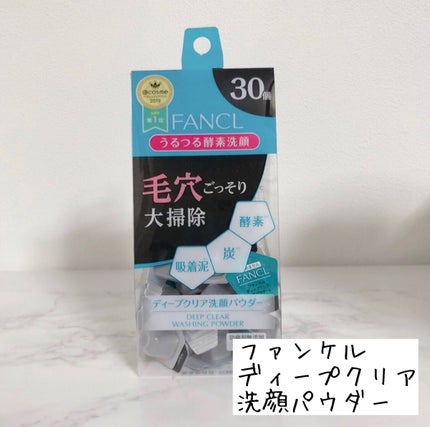 30個
@cosme
2019
第1位
FANCL
うるつる酵素洗顔
毛穴ごっそり
大掃除
酵素
炭
吸着泥
FANCL
ディープクリア洗顔パウダー
DEEP CLEAR
WASHING POWDER
ファンケル
ディープクリア
洗顔パウダー